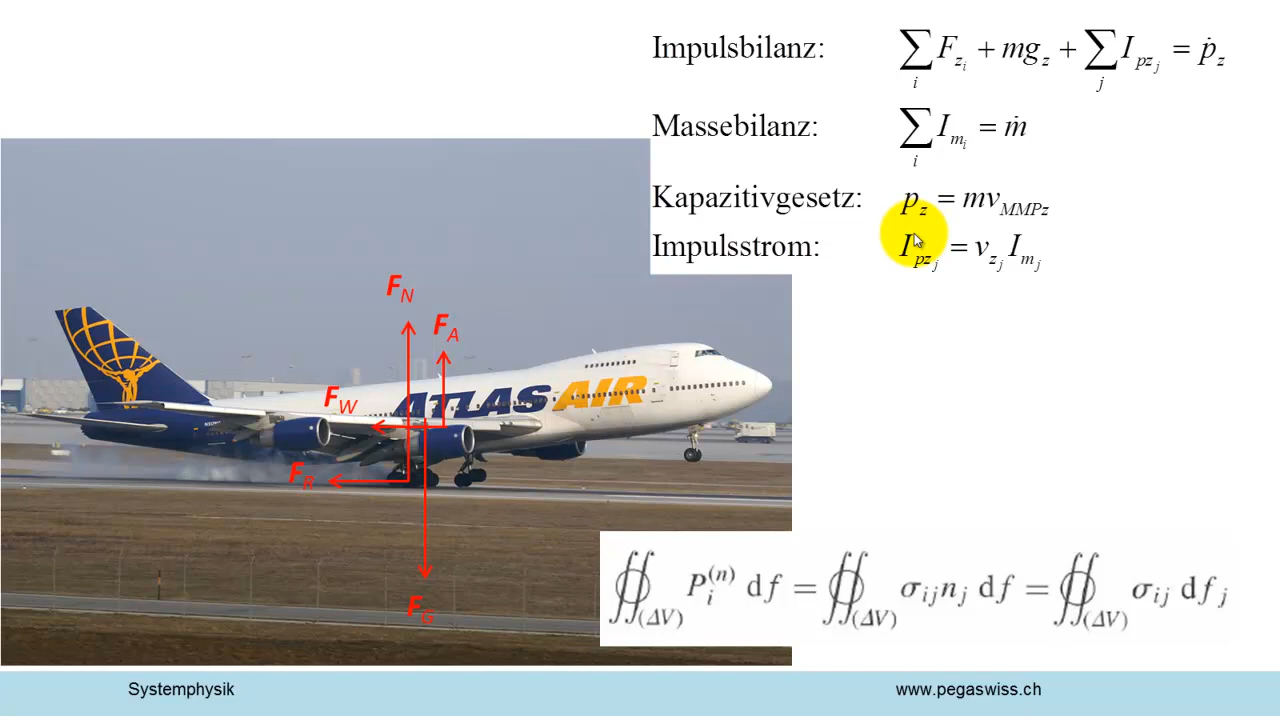 Impulsbilanz: ∑_i F_{z_i} + mg_z + ∑_j I_{pz_j} = ṗ_z
Massebilanz: ∑_i I_{m_i} = ṁ
Kapazitivgesetz: p_z = mv_{MMPz}
Impulsstrom: I_{pz_j} = v_{z_j} I_{m_j}
F_N
F_A
F_W
ATLAS AIR
F_R
F_G
∯_{(ΔV)} P_i^{(n)} df = ∯_{(ΔV)} σ_{ij} n_j df = ∯_{(ΔV)} σ_{ij} df_j
Systemphysik
www.pegaswiss.ch